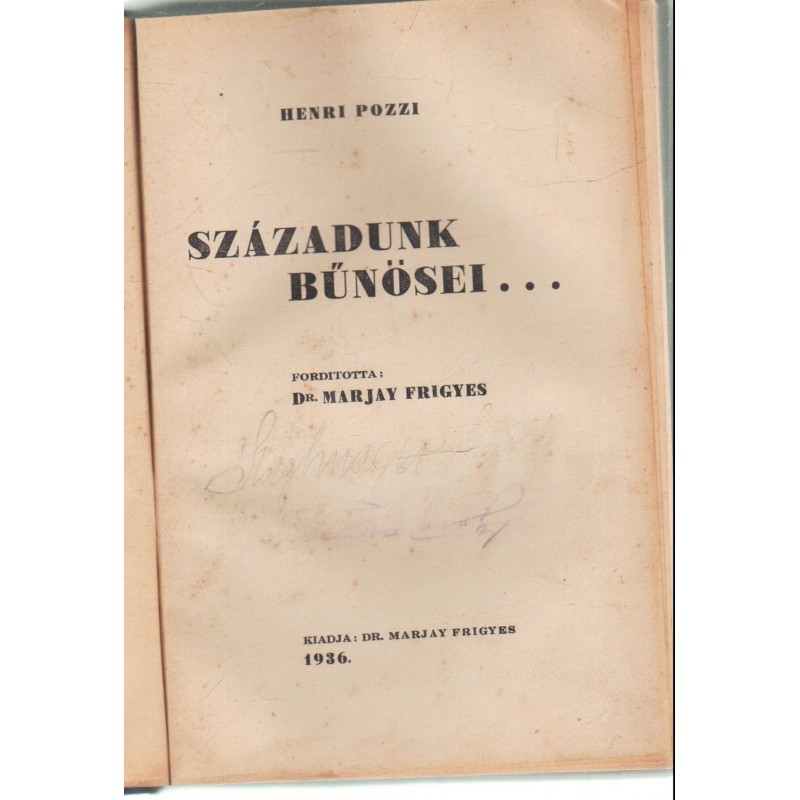 HENRI POZZI
SZÁZADUNK
BŰNÖSEI...
FORDITOTTA:
DR. MARJAY FRIGYES
KIADJA: DR. MARJAY FRIGYES
1936.